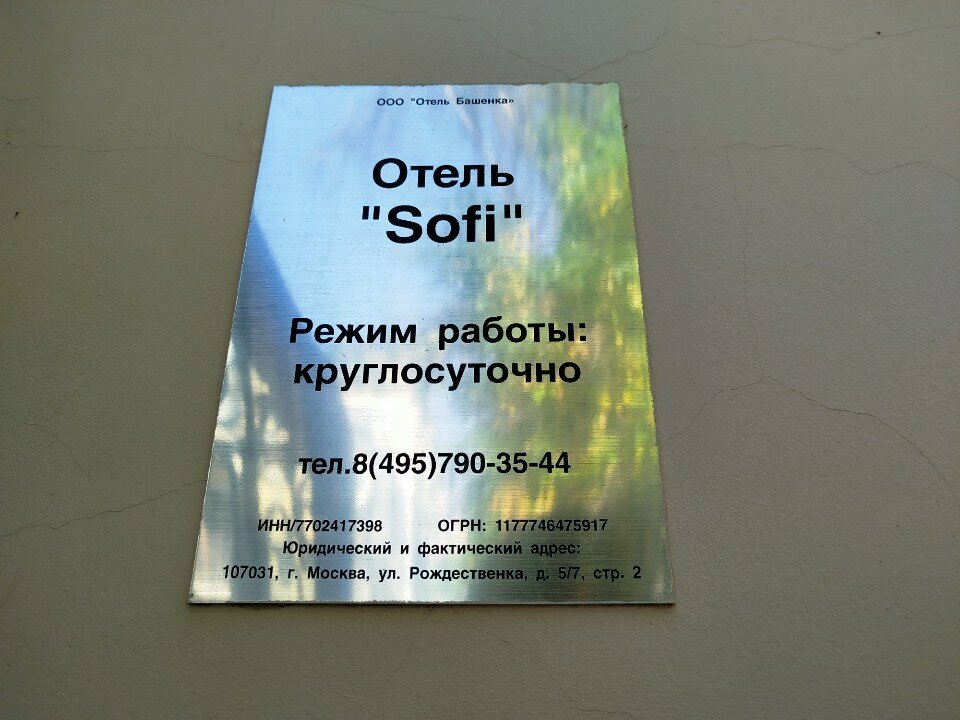 ООО "Отель Башенка»
Отель
"Sofi"
Режим работы:
круглосуточно
тел.8(495)790-35-44
ИНН/7702417398 ОГРН: 1177746475917
Юридический и фактический адрес:
107031, г. Москва, ул. Рождественка, д. 5/7, стр. 2